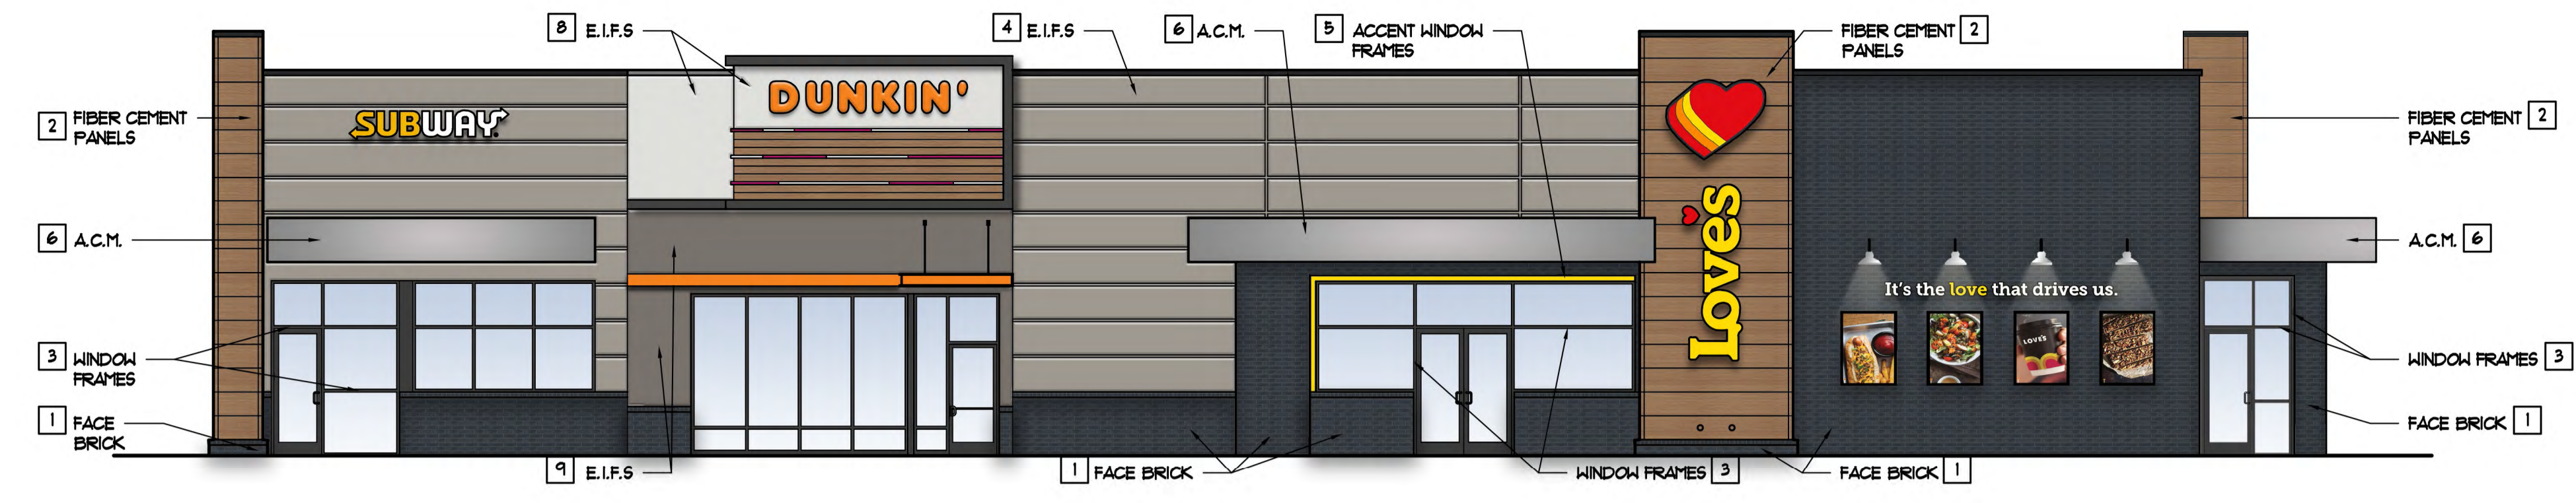 8 E.I.F.S
4 E.I.F.S
6 A.C.M.
5 ACCENT WINDOW
FRAMES
FIBER CEMENT 2
PANELS
2 FIBER CEMENT
PANELS
SUBWAY
DUNKIN'
FIBER CEMENT 2
PANELS
Love's
6 A.C.M.
A.C.M. 6
It's the love that drives us.
LOVE'S
3 WINDOW
FRAMES
WINDOW FRAMES 3
1 FACE
BRICK
FACE BRICK 1
9 E.I.F.S
1 FACE BRICK
WINDOW FRAMES 3
FACE BRICK 1